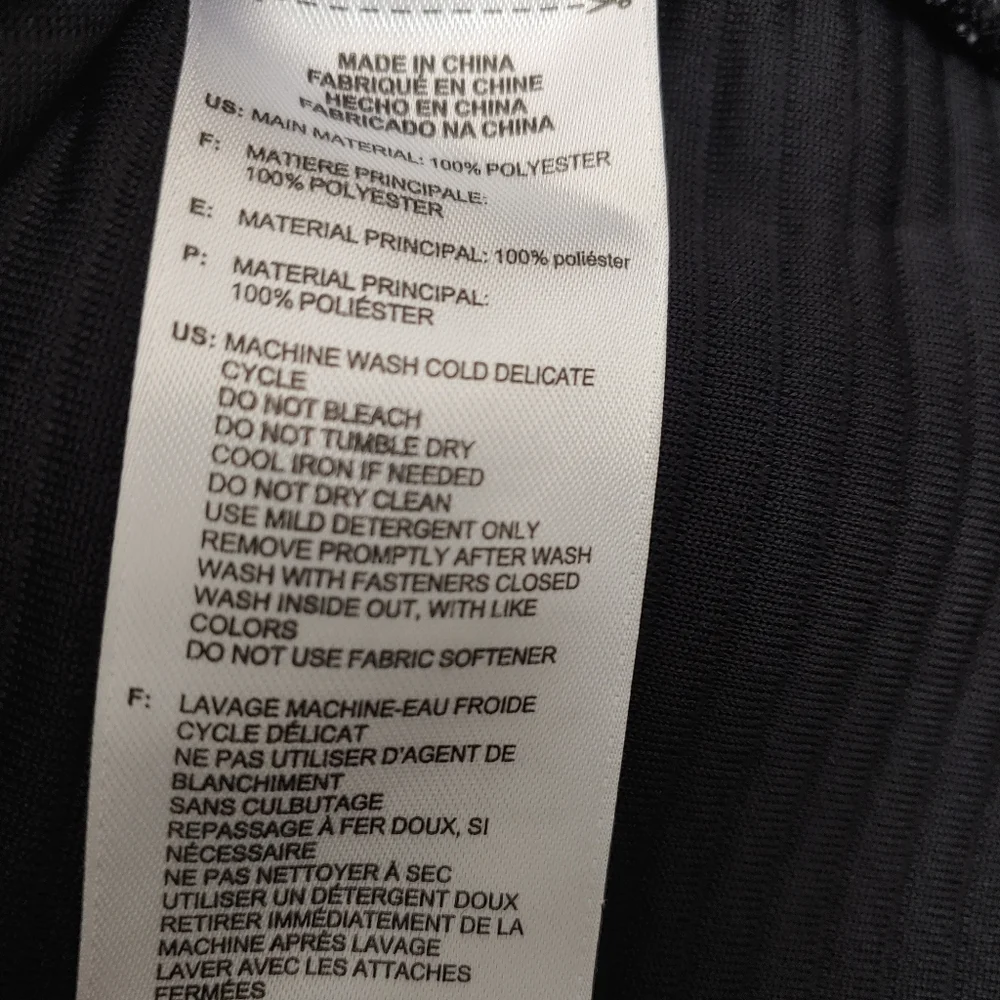 MADE IN CHINA
FABRIQUÉ EN CHINE
HECHO EN CHINA
FABRICADO NA CHINA
US: MAIN MATERIAL: 100% POLYESTER
F: MATIERE PRINCIPALE:
100% POLYESTER
E: MATERIAL PRINCIPAL: 100% poliéster
P: MATERIAL PRINCIPAL:
100% POLIÉSTER
US: MACHINE WASH COLD DELICATE
CYCLE
DO NOT BLEACH
DO NOT TUMBLE DRY
COOL IRON IF NEEDED
DO NOT DRY CLEAN
USE MILD DETERGENT ONLY
REMOVE PROMPTLY AFTER WASH
WASH WITH FASTENERS CLOSED
WASH INSIDE OUT, WITH LIKE
COLORS
DO NOT USE FABRIC SOFTENER
F: LAVAGE MACHINE-EAU FROIDE
CYCLE DÉLICAT
NE PAS UTILISER D'AGENT DE
BLANCHIMENT
SANS CULBUTAGE
REPASSAGE À FER DOUX, SI
NÉCESSAIRE
NE PAS NETTOYER À SEC
UTILISER UN DÉTERGENT DOUX
RETIRER IMMÉDIATEMENT DE LA
MACHINE APRÈS LAVAGE
LAVER AVEC LES ATTACHES
FERMÉES